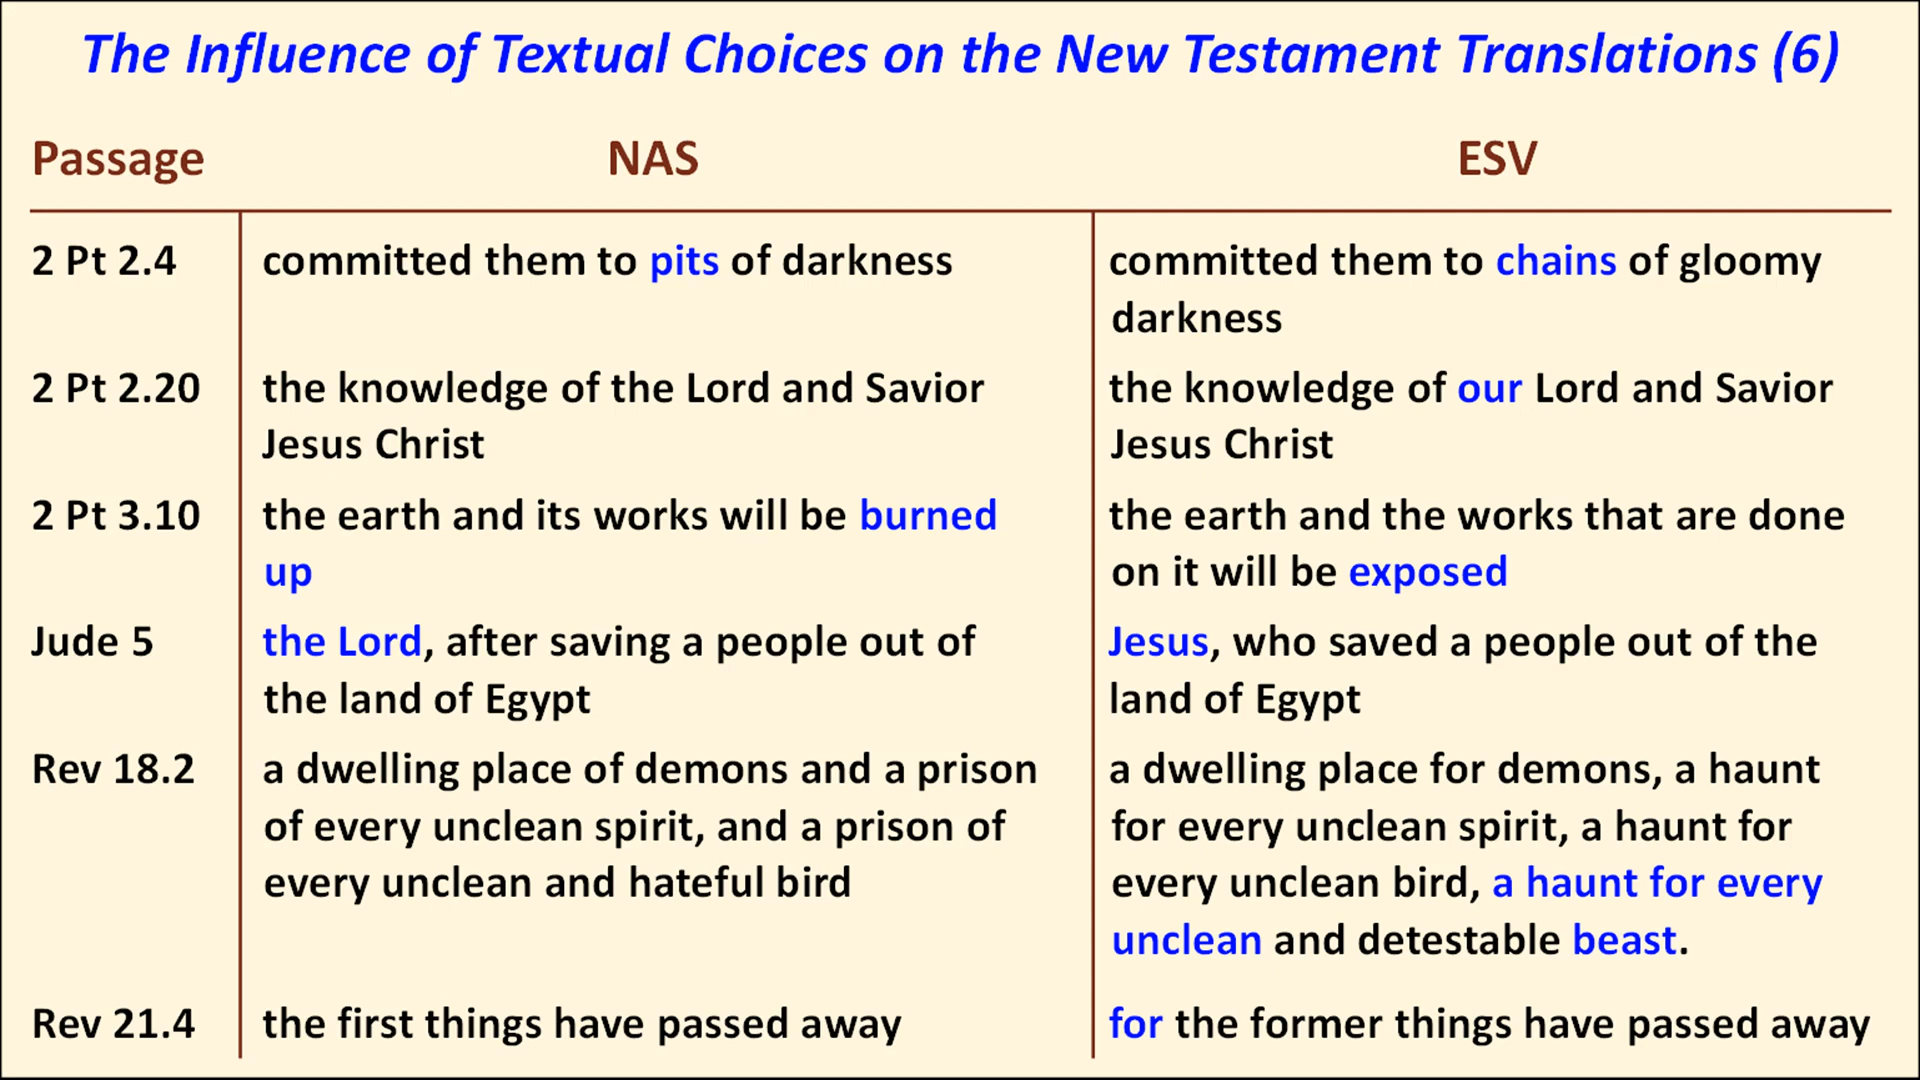 The Influence of Textual Choices on the New Testament Translations (6)
Passage NAS ESV
2 Pt 2.4 committed them to pits of darkness committed them to chains of gloomy
darkness
2 Pt 2.20 the knowledge of the Lord and Savior the knowledge of our Lord and Savior
Jesus Christ Jesus Christ
2 Pt 3.10 the earth and its works will be burned the earth and the works that are done
up on it will be exposed
Jude 5 the Lord, after saving a people out of Jesus, who saved a people out of the
the land of Egypt land of Egypt
Rev 18.2 a dwelling place of demons and a prison a dwelling place for demons, a haunt
of every unclean spirit, and a prison of for every unclean spirit, a haunt for
every unclean and hateful bird every unclean bird, a haunt for every
unclean and detestable beast.
Rev 21.4 the first things have passed away for the former things have passed away